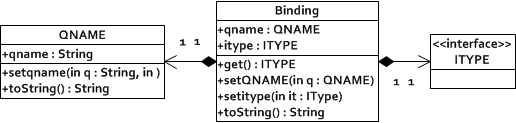 QNAME
+qname : String
+setqname(in q : String, in )
+toString() : String
1 1
Binding
+qname : QNAME
+itype : ITYPE
+get() : ITYPE
+setQNAME(in q : QNAME)
+setitype(in it : IType)
+toString() : String
1 1
<<interface>>
ITYPE